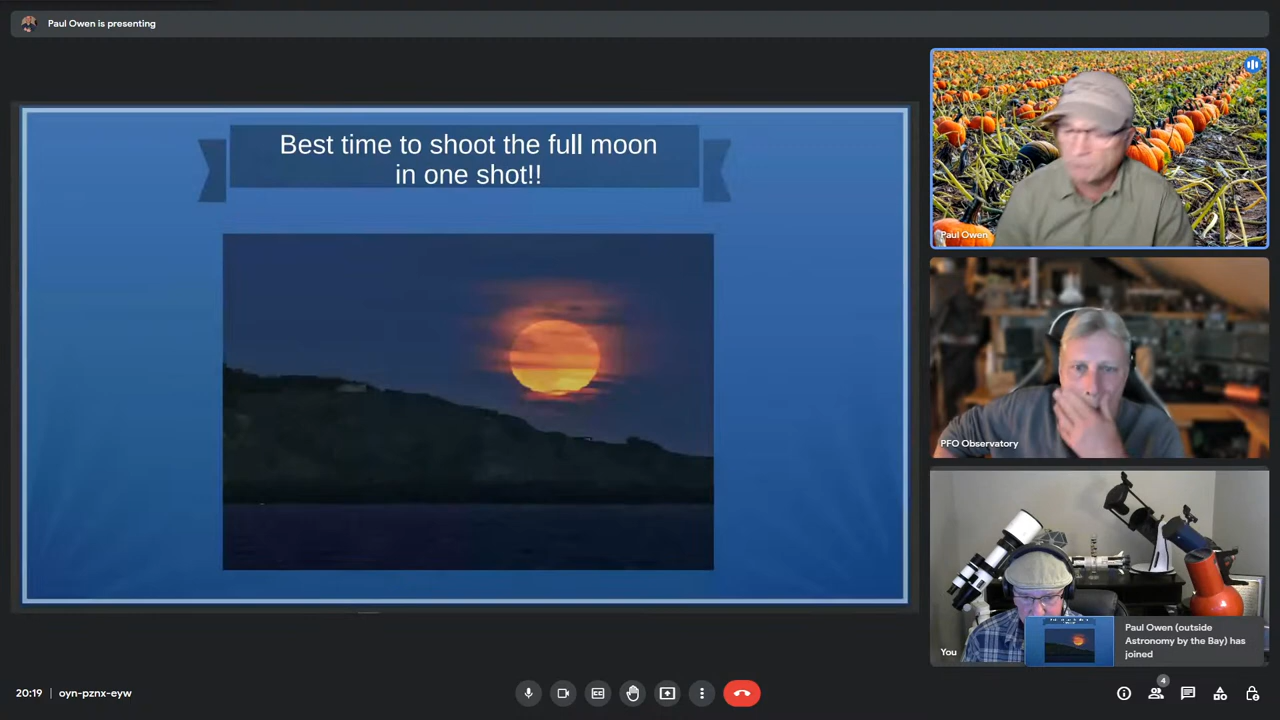 Paul Owen is presenting
Best time to shoot the full moon
in one shot!!
Paul Owen
PFO Observatory
You
Paul Owen (outside
Astronomy by the Bay) has
joined
4
20:19
oyn-pznx-eyw